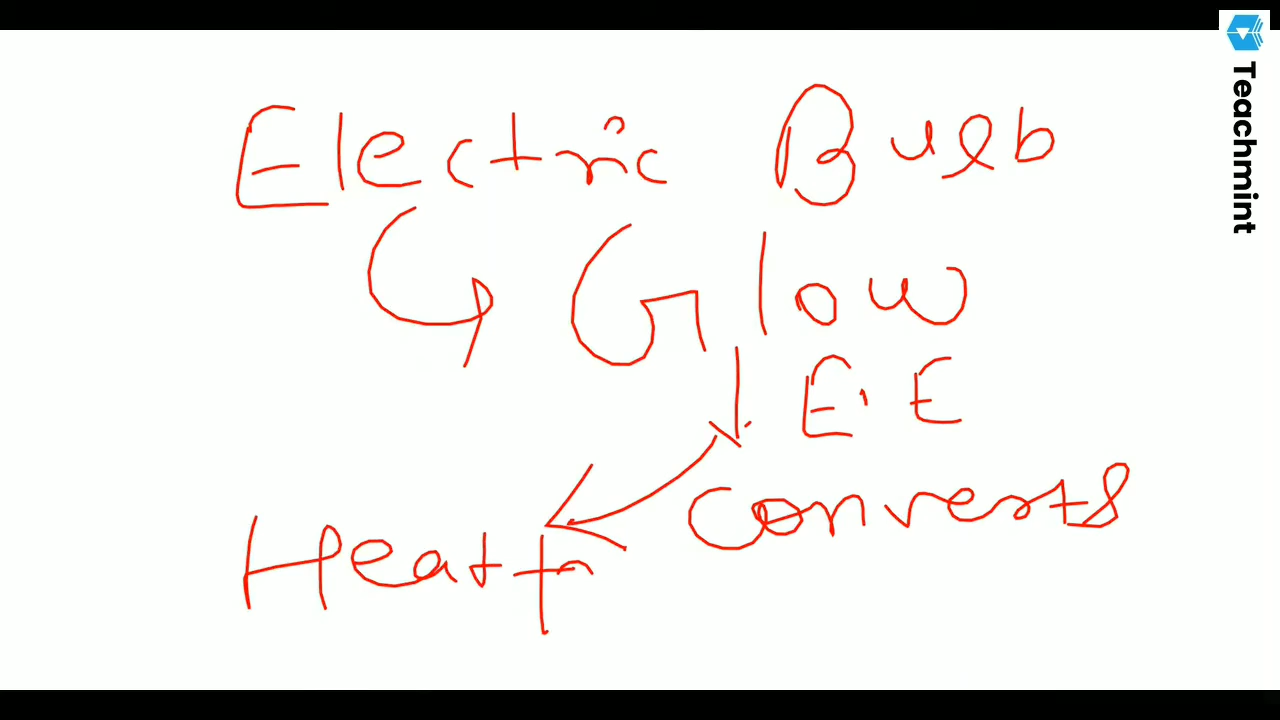 Electric Bulb
Glow
E.E
Converts
Heat
Teachmint